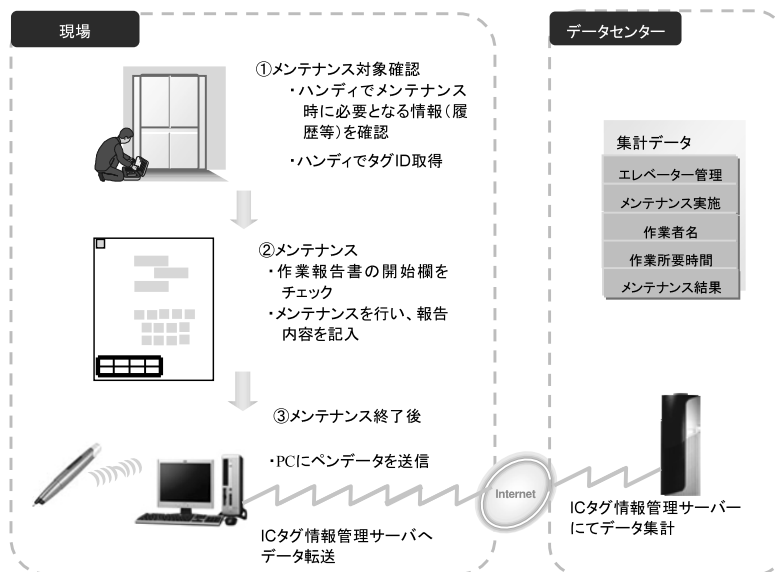 現場
①メンテナンス対象確認
・ハンディでメンテナンス
時に必要となる情報（履
歴等）を確認
・ハンディでタグID取得
②メンテナンス
・作業報告書の開始欄を
チェック
・メンテナンスを行い、報告
内容を記入
③メンテナンス終了後
・PCにペンデータを送信
ICタグ情報管理サーバへ
データ転送
Internet
データセンター
集計データ
エレベーター管理
メンテナンス実施
作業者名
作業所要時間
メンテナンス結果
ICタグ情報管理サーバー
にてデータ集計